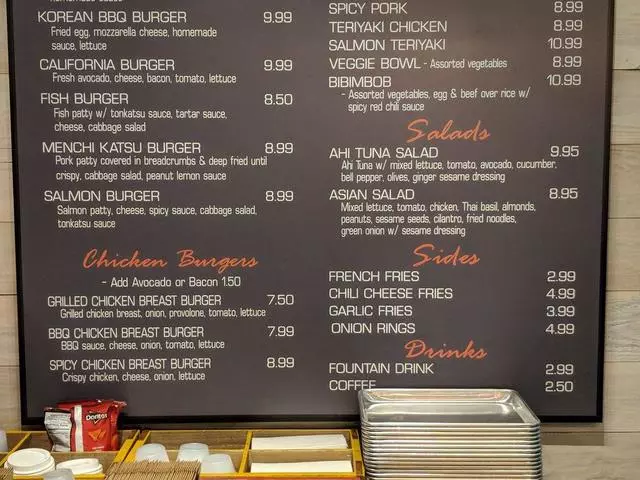 KOREAN BBQ BURGER 9.99
Fried egg, mozzarella cheese, homemade
sauce, lettuce
CALIFORNIA BURGER 9.99
Fresh avocado, cheese, bacon, tomato, lettuce
FISH BURGER 8.50
Fish patty w/ tonkatsu sauce, tartar sauce,
cheese, cabbage salad
MENCHI KATSU BURGER 8.99
Pork patty covered in breadcrumbs & deep fried until
crispy, cabbage salad, peanut lemon sauce
SALMON BURGER 8.99
Salmon patty, cheese, spicy sauce, cabbage salad,
tonkatsu sauce
Chicken Burgers
- Add Avocado or Bacon 1.50
GRILLED CHICKEN BREAST BURGER 7.50
Grilled chicken breast, onion, provolone, tomato, lettuce
BBQ CHICKEN BREAST BURGER 7.99
BBQ sauce, cheese, onion, tomato, lettuce
SPICY CHICKEN BREAST BURGER 8.99
Crispy chicken, cheese, onion, lettuce
SPICY PORK 8.99
TERIYAKI CHICKEN 8.99
SALMON TERIYAKI 10.99
VEGGIE BOWL - Assorted vegetables 8.99
BIBIMBOB 10.99
- Assorted vegetables, egg & beef over rice w/
spicy red chili sauce
Salads
AHI TUNA SALAD 9.95
Ahi Tuna w/ mixed lettuce, tomato, avocado, cucumber,
bell pepper, olives, ginger sesame dressing
ASIAN SALAD 8.95
Mixed lettuce, tomato, chicken, Thai basil, almonds,
peanuts, sesame seeds, cilantro, fried noodles,
green onion w/ sesame dressing
Sides
FRENCH FRIES 2.99
CHILI CHEESE FRIES 4.99
GARLIC FRIES 3.99
ONION RINGS 4.99
Drinks
FOUNTAIN DRINK 2.99
COFFEE 2.50
Doritos